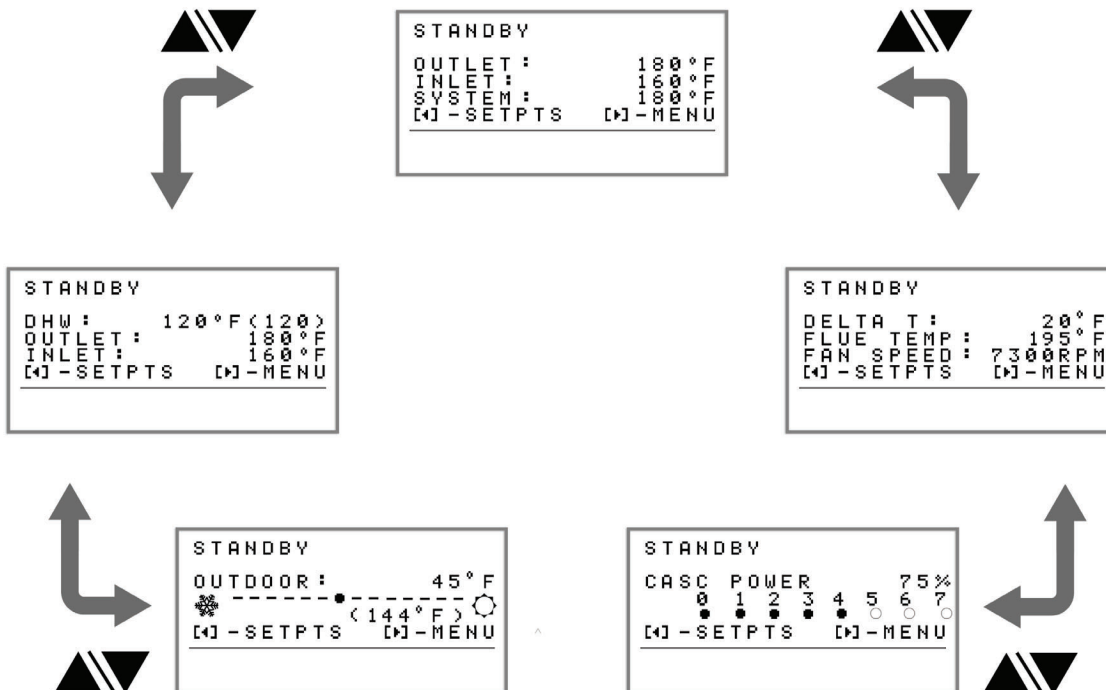 STANDBY
OUTLET: 180°F
INLET: 160°F
SYSTEM: 180°F
[◂]-SETPTS [▸]-MENU
STANDBY
DHW: 120°F(120)
OUTLET: 180°F
INLET: 160°F
[◂]-SETPTS [▸]-MENU
STANDBY
DELTA T: 20°F
FLUE TEMP: 195°F
FAN SPEED: 7300RPM
[◂]-SETPTS [▸]-MENU
STANDBY
OUTDOOR: 45°F
(144°F)
[◂]-SETPTS [▸]-MENU
STANDBY
CASC POWER 75%
0 1 2 3 4 5 6 7
[◂]-SETPTS [▸]-MENU